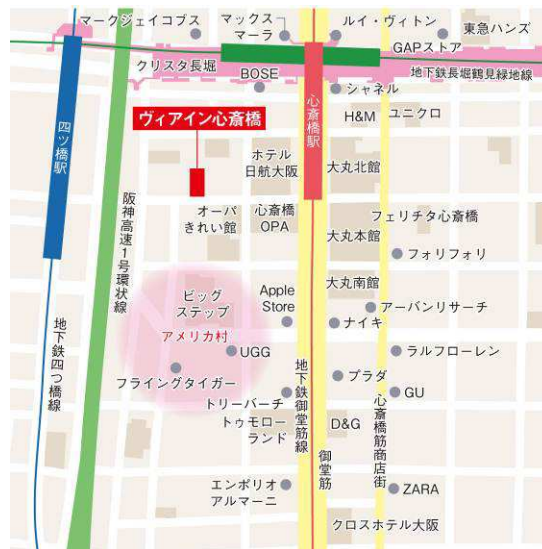 マークジェイコブス
マックス
マーラ
ルイ・ヴィトン
東急ハンズ
GAPストア
クリスタ長堀
地下鉄長堀鶴見緑地線
BOSE
シャネル
四ツ橋駅
心斎橋駅
H&M
ユニクロ
ヴィアイン心斎橋
ホテル
日航大阪
大丸北館
阪神高速1号環状線
オーパ
きれい館
心斎橋
OPA
フェリチタ心斎橋
大丸本館
フォリフォリ
大丸南館
ビッグ
ステップ
Apple
Store
アーバンリサーチ
ナイキ
アメリカ村
地下鉄四つ橋線
UGG
ラルフローレン
フライングタイガー
プラダ
地下鉄御堂筋線
トリーバーチ
GU
トゥモロー
ランド
D&G
心斎橋筋商店街
御堂筋
エンポリオ
アルマーニ
ZARA
クロスホテル大阪